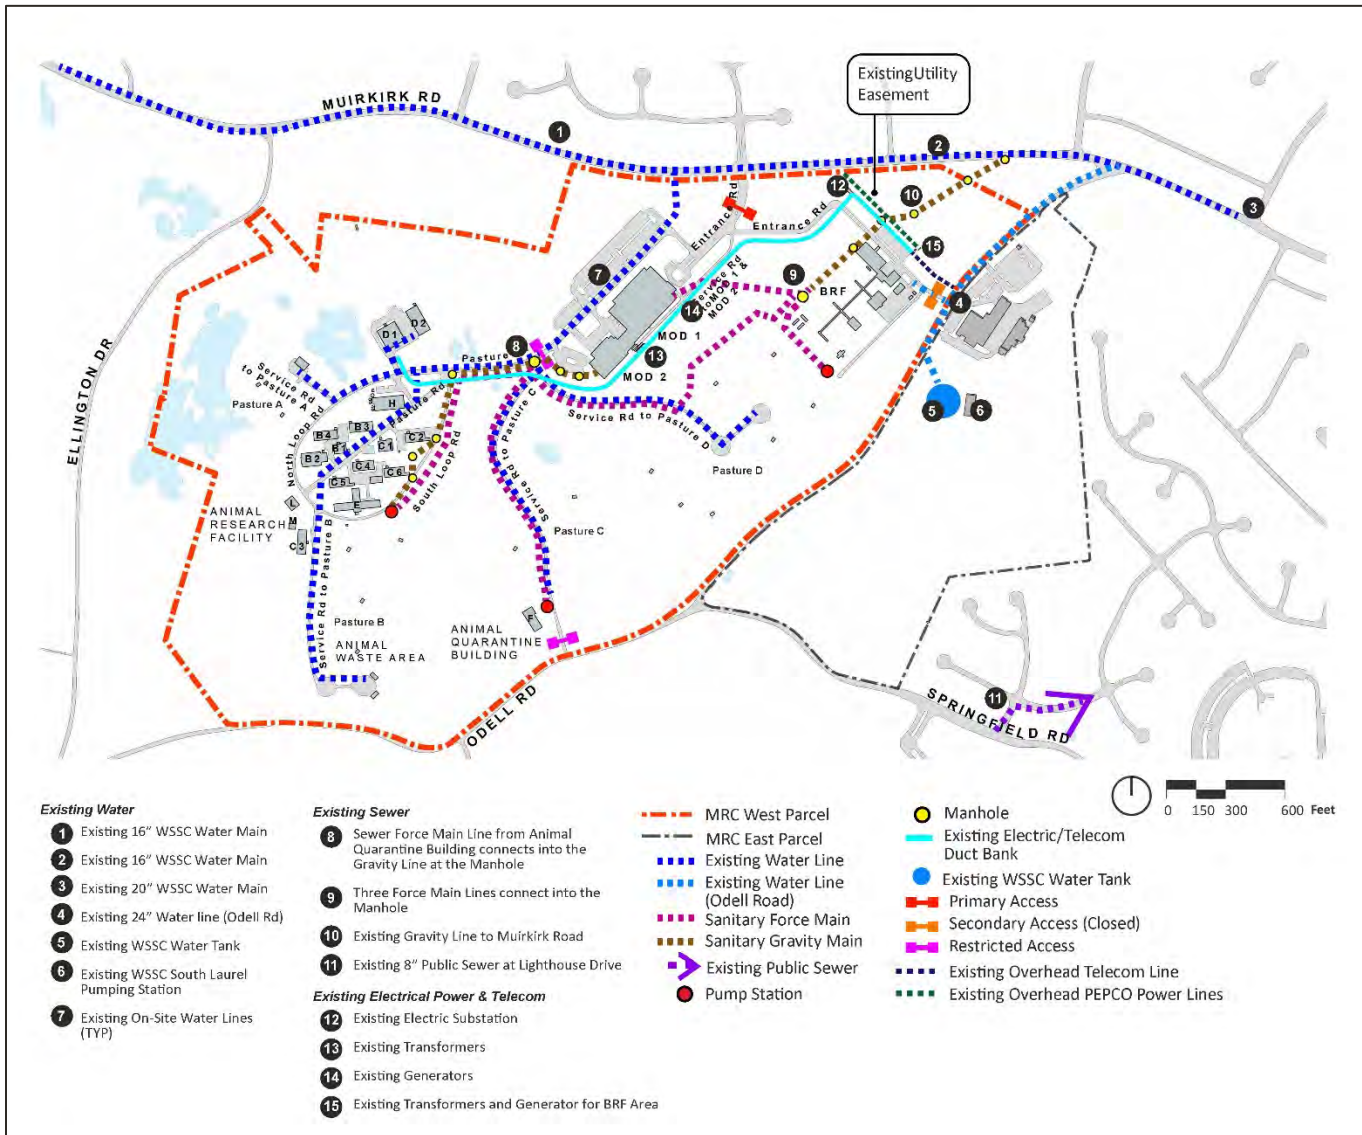 Existing Utility
Easement
MUIRKIRK RD
1
2
3
12
10
15
Entrance Rd
Entrance Rd
7
9
4
BRF
14
Service Rd
to MOD 1 &
MOD 2
MOD 1
13
MOD 2
8
Pasture
D1
D2
Service Rd
to Pasture A
Pasture A
North Loop Rd
Pasture Rd
H
B4
B3
C2
C1
B2
C4
C5
C6
E
South Loop Rd
L
M
C3
ANIMAL
RESEARCH
FACILITY
ELLINGTON DR
Service Rd to Pasture B
Service Rd to Pasture C
Service Rd to Pasture D
Pasture D
5
6
Pasture C
Pasture B
ANIMAL
WASTE AREA
F
ANIMAL
QUARANTINE
BUILDING
ODELL RD
11
SPRINGFIELD RD
0 150 300 600 Feet
Existing Water
1 Existing 16" WSSC Water Main
2 Existing 16" WSSC Water Main
3 Existing 20" WSSC Water Main
4 Existing 24" Water line (Odell Rd)
5 Existing WSSC Water Tank
6 Existing WSSC South Laurel
Pumping Station
7 Existing On-Site Water Lines
(TYP)
Existing Sewer
8 Sewer Force Main Line from Animal
Quarantine Building connects into the
Gravity Line at the Manhole
9 Three Force Main Lines connect into the
Manhole
10 Existing Gravity Line to Muirkirk Road
11 Existing 8" Public Sewer at Lighthouse Drive
Existing Electrical Power & Telecom
12 Existing Electric Substation
13 Existing Transformers
14 Existing Generators
15 Existing Transformers and Generator for BRF Area
MRC West Parcel
MRC East Parcel
Existing Water Line
Existing Water Line
(Odell Road)
Sanitary Force Main
Sanitary Gravity Main
Existing Public Sewer
Pump Station
Manhole
Existing Electric/Telecom
Duct Bank
Existing WSSC Water Tank
Primary Access
Secondary Access (Closed)
Restricted Access
Existing Overhead Telecom Line
Existing Overhead PEPCO Power Lines